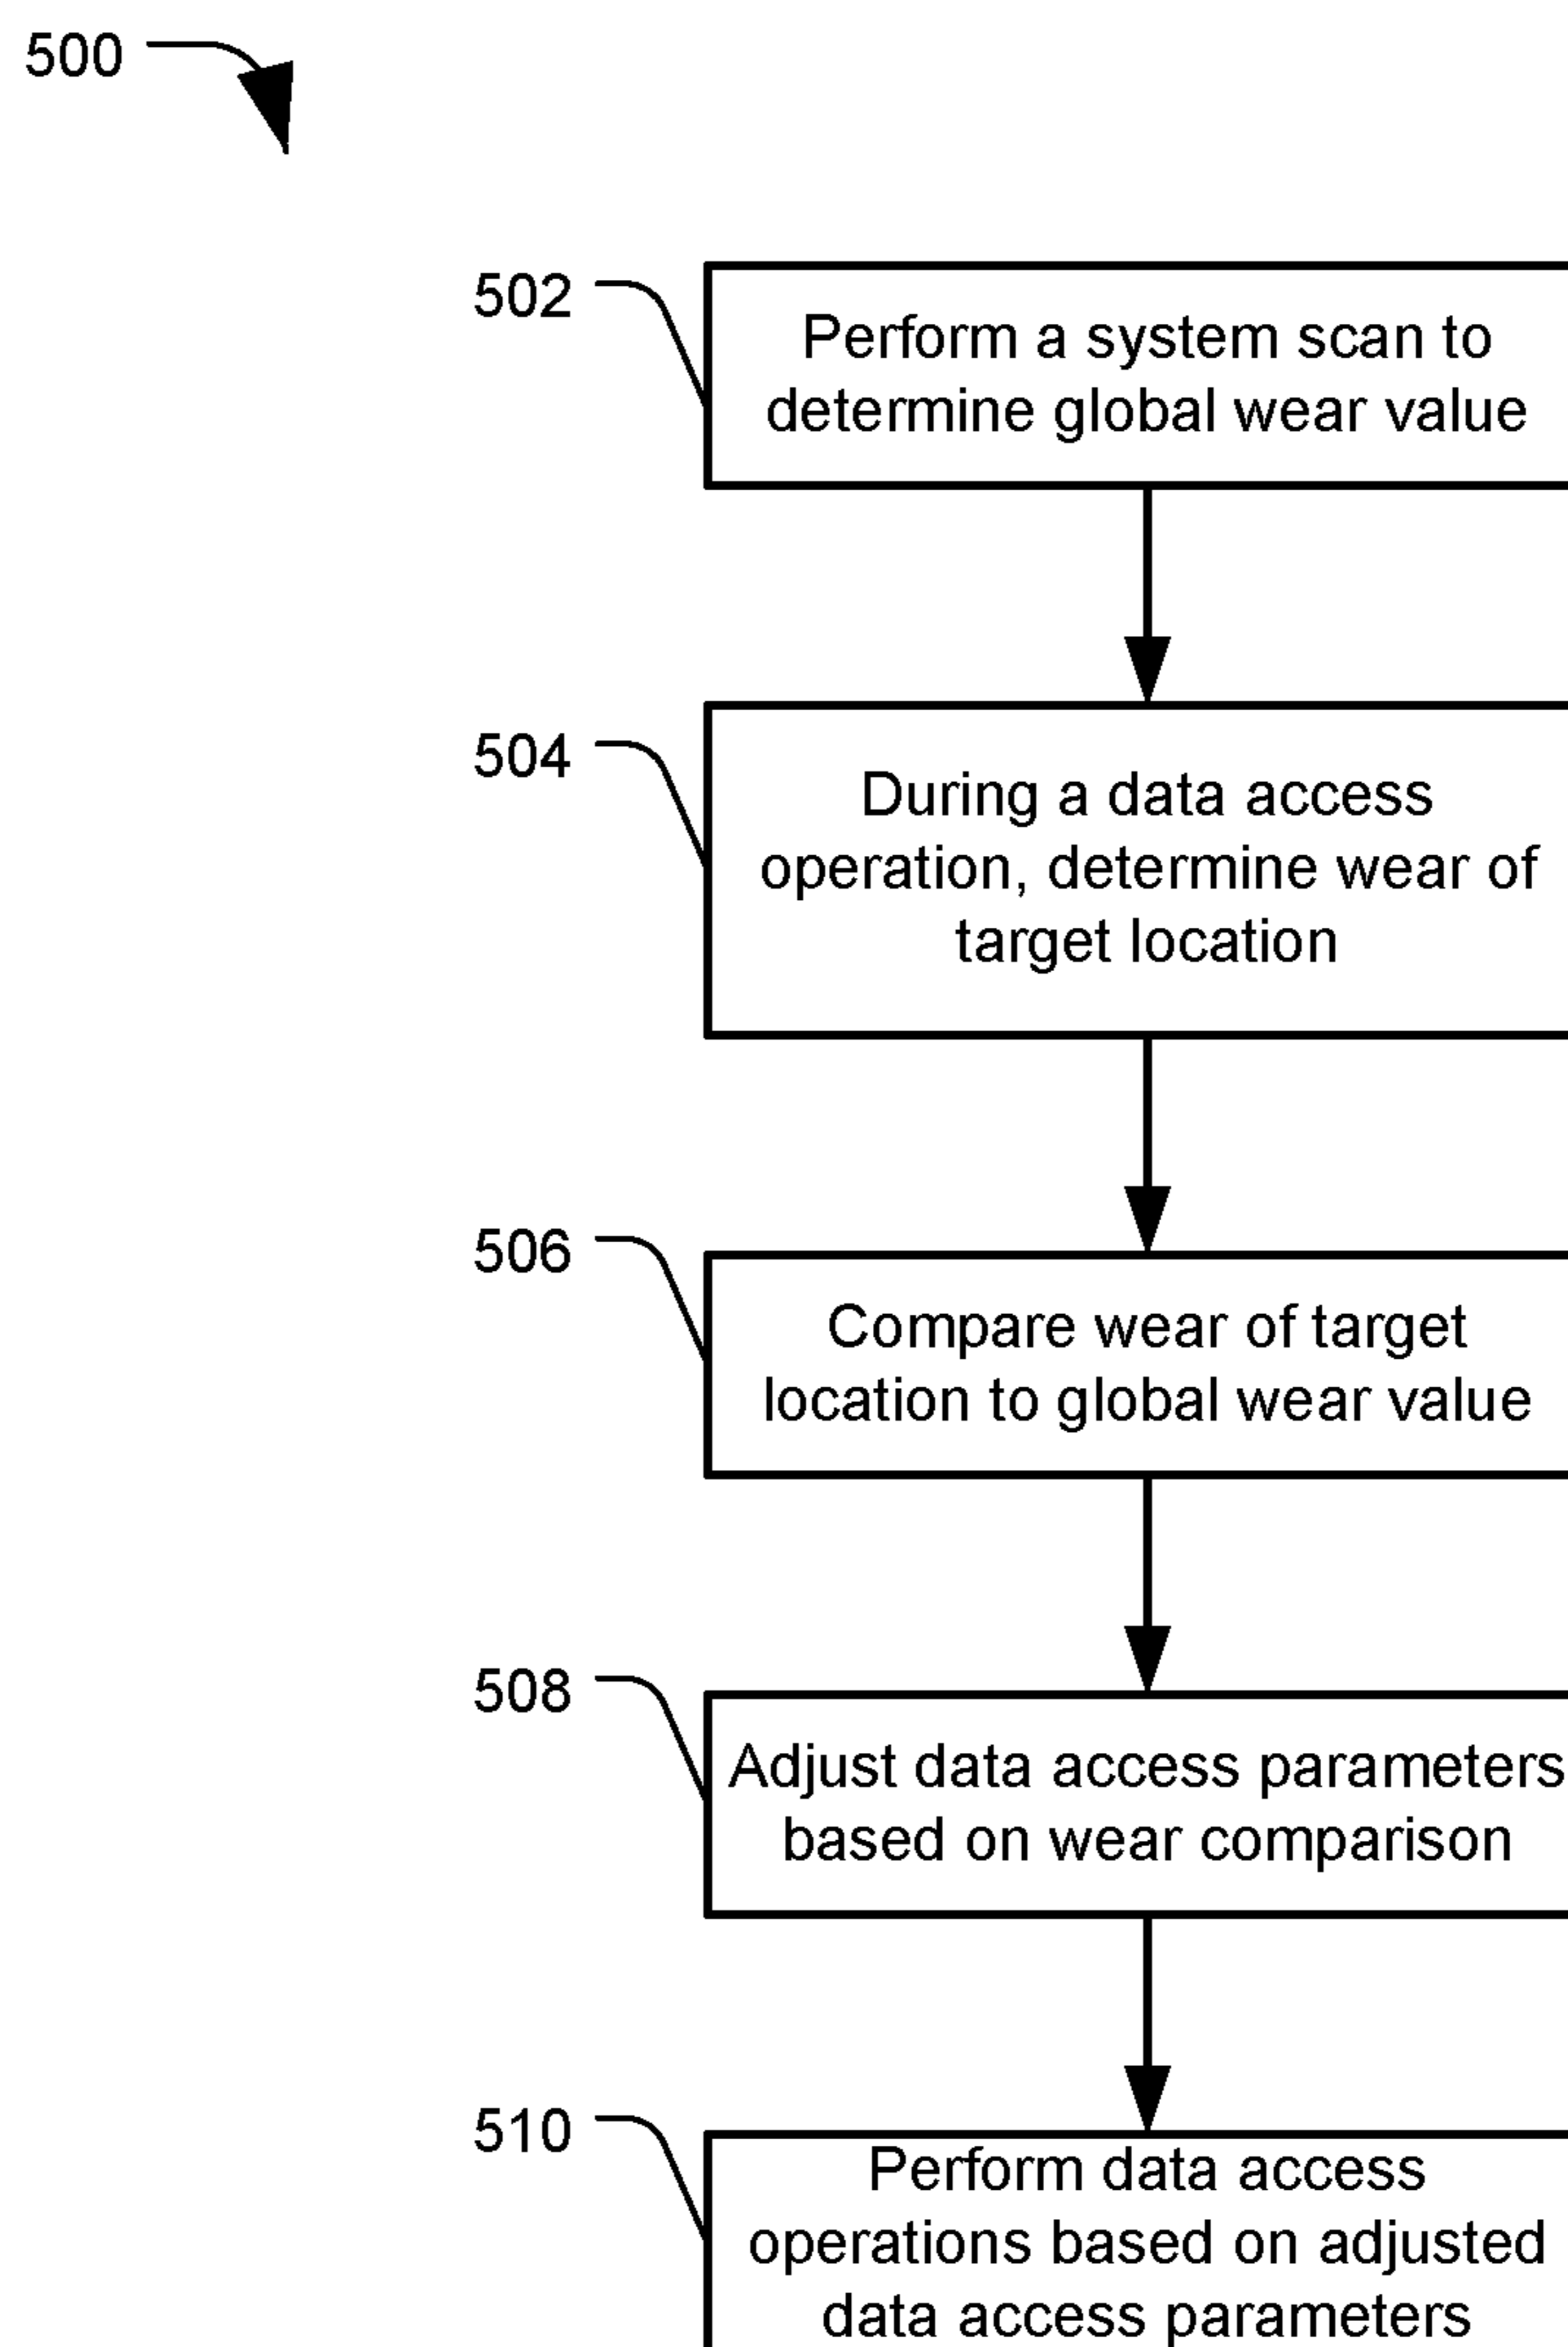 500
502
Perform a system scan to
determine global wear value
504
During a data access
operation, determine wear of
target location
506
Compare wear of target
location to global wear value
508
Adjust data access parameters
based on wear comparison
510
Perform data access
operations based on adjusted
data access parameters